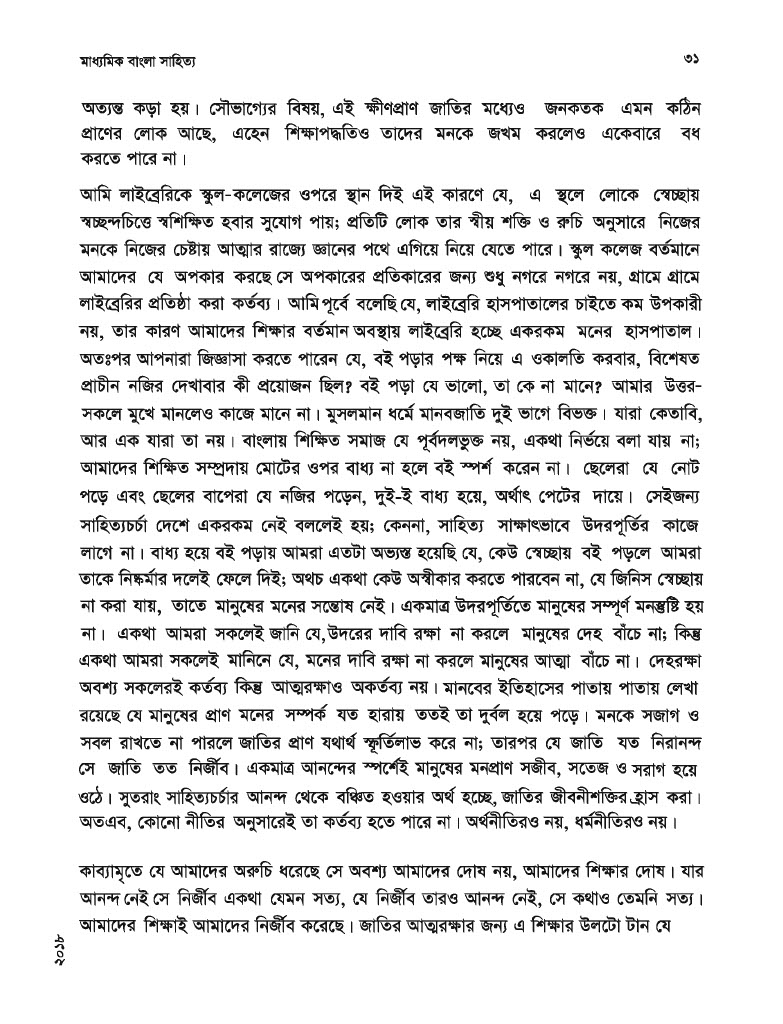 মাধ্যমিক বাংলা সাহিত্য ৩১
অত্যন্ত কড়া হয়। সৌভাগ্যের বিষয়, এই ক্ষীণপ্রাণ জাতির মধ্যেও জনকতক এমন কঠিন
প্রাণের লোক আছে, এহেন শিক্ষাপদ্ধতিও তাদের মনকে জখম করলেও একেবারে বধ
করতে পারে না।
আমি লাইব্রেরিকে স্কুল-কলেজের ওপরে স্থান দিই এই কারণে যে, এ স্থলে লোকে স্বেচ্ছায়
স্বচ্ছন্দচিত্তে স্বশিক্ষিত হবার সুযোগ পায়; প্রতিটি লোক তার স্বীয় শক্তি ও রুচি অনুসারে নিজের
মনকে নিজের চেষ্টায় আত্মার রাজ্যে জ্ঞানের পথে এগিয়ে নিয়ে যেতে পারে। স্কুল কলেজ বর্তমানে
আমাদের যে অপকার করছে সে অপকারের প্রতিকারের জন্য শুধু নগরে নগরে নয়, গ্রামে গ্রামে
লাইব্রেরির প্রতিষ্ঠা করা কর্তব্য। আমি পূর্বে বলেছি যে, লাইব্রেরি হাসপাতালের চাইতে কম উপকারী
নয়, তার কারণ আমাদের শিক্ষার বর্তমান অবস্থায় লাইব্রেরি হচ্ছে একরকম মনের হাসপাতাল।
অতঃপর আপনারা জিজ্ঞাসা করতে পারেন যে, বই পড়ার পক্ষ নিয়ে এ ওকালতি করবার, বিশেষত
প্রাচীন নজির দেখাবার কী প্রয়োজন ছিল? বই পড়া যে ভালো, তা কে না মানে? আমার উত্তর-
সকলে মুখে মানলেও কাজে মানে না। মুসলমান ধর্মে মানবজাতি দুই ভাগে বিভক্ত। যারা কেতাবি,
আর এক যারা তা নয়। বাংলায় শিক্ষিত সমাজ যে পূর্বদলভুক্ত নয়, একথা নির্ভয়ে বলা যায় না;
আমাদের শিক্ষিত সম্প্রদায় মোটের ওপর বাধ্য না হলে বই স্পর্শ করেন না। ছেলেরা যে নোট
পড়ে এবং ছেলের বাপেরা যে নজির পড়েন, দুই-ই বাধ্য হয়ে, অর্থাৎ পেটের দায়ে। সেইজন্য
সাহিত্যচর্চা দেশে একরকম নেই বললেই হয়; কেননা, সাহিত্য সাক্ষাৎভাবে উদরপূর্তির কাজে
লাগে না। বাধ্য হয়ে বই পড়ায় আমরা এতটা অভ্যস্ত হয়েছি যে, কেউ স্বেচ্ছায় বই পড়লে আমরা
তাকে নিষ্কর্মার দলেই ফেলে দিই; অথচ একথা কেউ অস্বীকার করতে পারবেন না, যে জিনিস স্বেচ্ছায়
না করা যায়, তাতে মানুষের মনের সন্তোষ নেই। একমাত্র উদরপূর্তিতে মানুষের সম্পূর্ণ মনস্তুষ্টি হয়
না। একথা আমরা সকলেই জানি যে, উদরের দাবি রক্ষা না করলে মানুষের দেহ বাঁচে না; কিন্তু
একথা আমরা সকলেই মানিনে যে, মনের দাবি রক্ষা না করলে মানুষের আত্মা বাঁচে না। দেহরক্ষা
অবশ্য সকলেরই কর্তব্য কিন্তু আত্মরক্ষাও অকর্তব্য নয়। মানবের ইতিহাসের পাতায় পাতায় লেখা
রয়েছে যে মানুষের প্রাণ মনের সম্পর্ক যত হারায় ততই তা দুর্বল হয়ে পড়ে। মনকে সজাগ ও
সবল রাখতে না পারলে জাতির প্রাণ যথার্থ স্ফূর্তিলাভ করে না; তারপর যে জাতি যত নিরানন্দ
সে জাতি তত নির্জীব। একমাত্র আনন্দের স্পর্শেই মানুষের মনপ্রাণ সজীব, সতেজ ও সরাগ হয়ে
ওঠে। সুতরাং সাহিত্যচর্চার আনন্দ থেকে বঞ্চিত হওয়ার অর্থ হচ্ছে, জাতির জীবনীশক্তির হ্রাস করা।
অতএব, কোনো নীতির অনুসারেই তা কর্তব্য হতে পারে না। অর্থনীতিরও নয়, ধর্মনীতিরও নয়।
কাব্যামৃতে যে আমাদের অরুচি ধরেছে সে অবশ্য আমাদের দোষ নয়, আমাদের শিক্ষার দোষ। যার
আনন্দ নেই সে নির্জীব একথা যেমন সত্য, যে নির্জীব তারও আনন্দ নেই, সে কথাও তেমনি সত্য।
আমাদের শিক্ষাই আমাদের নির্জীব করেছে। জাতির আত্মরক্ষার জন্য এ শিক্ষার উলটো টান যে
২০১৮